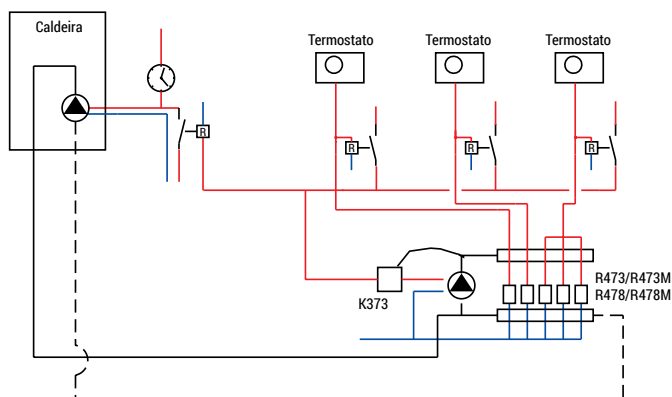 Caldeira
Termostato
Termostato
Termostato
R
R
R
R
K373
R473/R473M
R478/R478M